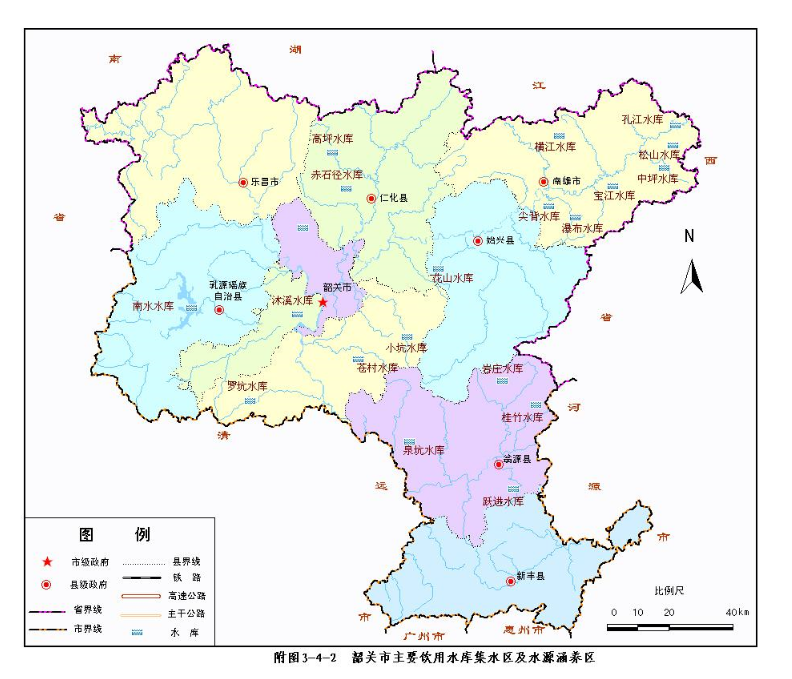 湖
南
江
孔江水库
高坪水库
横江水库
松山水库
西
赤石径水库
中坪水库
乐昌市
南雄市
仁化县
宝江水库
省
尖背水库
瀑布水库
始兴县
N
花山水库
乳源瑶族
自治县
韶关市
沐溪水库
南水水库
省
小坑水库
苍村水库
岩庄水库
罗坑水库
河
桂竹水库
清
泉坑水库
翁源县
远
源
跃进水库
市
图 例
市级政府
县界线
县级政府
铁 路
高速公路
省界线
主干公路
市界线
水 库
新丰县
比例尺
0 10 20 40km
市
广州市
惠州市
附图3-4-2 韶关市主要饮用水库集水区及水源涵养区